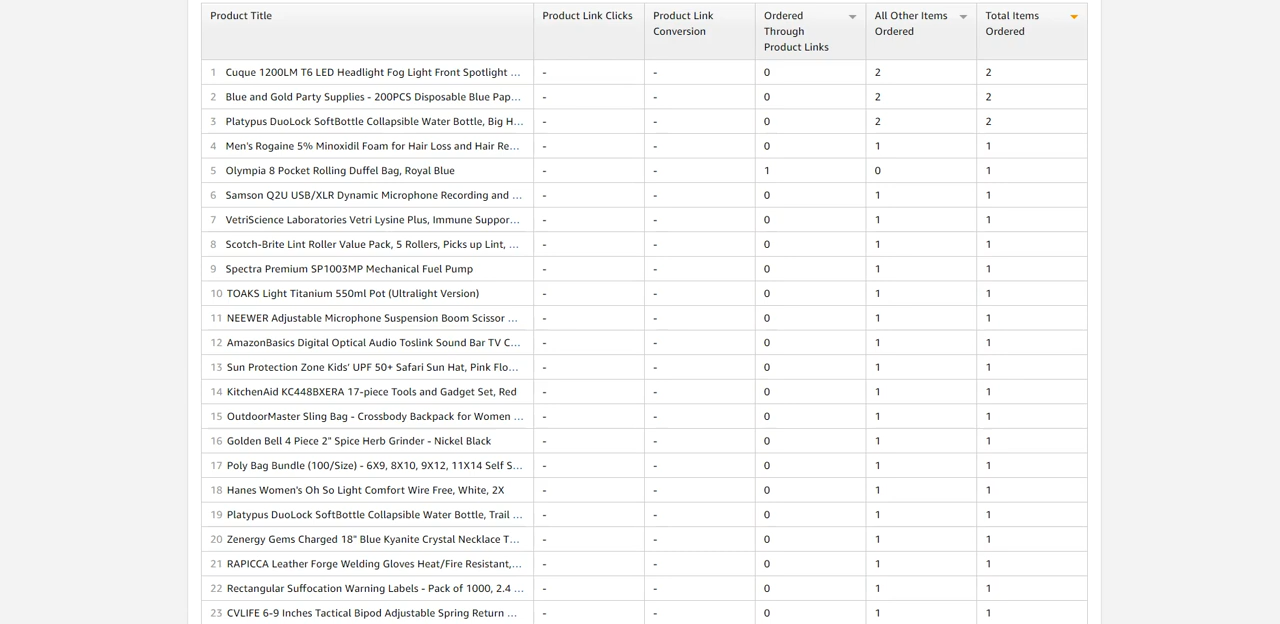 Product Title Product Link Clicks Product Link Conversion Ordered Through Product Links All Other Items Ordered Total Items Ordered
1 Cuque 1200LM T6 LED Headlight Fog Light Front Spotlight ... - - 0 2 2
2 Blue and Gold Party Supplies - 200PCS Disposable Blue Pap... - - 0 2 2
3 Platypus DuoLock SoftBottle Collapsible Water Bottle, Big H... - - 0 2 2
4 Men's Rogaine 5% Minoxidil Foam for Hair Loss and Hair Re... - - 0 1 1
5 Olympia 8 Pocket Rolling Duffel Bag, Royal Blue - - 1 0 1
6 Samson Q2U USB/XLR Dynamic Microphone Recording and ... - - 0 1 1
7 VetriScience Laboratories Vetri Lysine Plus, Immune Suppor... - - 0 1 1
8 Scotch-Brite Lint Roller Value Pack, 5 Rollers, Picks up Lint, ... - - 0 1 1
9 Spectra Premium SP1003MP Mechanical Fuel Pump - - 0 1 1
10 TOAKS Light Titanium 550ml Pot (Ultralight Version) - - 0 1 1
11 NEEWER Adjustable Microphone Suspension Boom Scissor ... - - 0 1 1
12 AmazonBasics Digital Optical Audio Toslink Sound Bar TV C... - - 0 1 1
13 Sun Protection Zone Kids' UPF 50+ Safari Sun Hat, Pink Flo... - - 0 1 1
14 KitchenAid KC448BXERA 17-piece Tools and Gadget Set, Red - - 0 1 1
15 OutdoorMaster Sling Bag - Crossbody Backpack for Women ... - - 0 1 1
16 Golden Bell 4 Piece 2" Spice Herb Grinder - Nickel Black - - 0 1 1
17 Poly Bag Bundle (100/Size) - 6X9, 8X10, 9X12, 11X14 Self S... - - 0 1 1
18 Hanes Women's Oh So Light Comfort Wire Free, White, 2X - - 0 1 1
19 Platypus DuoLock SoftBottle Collapsible Water Bottle, Trail ... - - 0 1 1
20 Zenergy Gems Charged 18" Blue Kyanite Crystal Necklace T... - - 0 1 1
21 RAPICCA Leather Forge Welding Gloves Heat/Fire Resistant,... - - 0 1 1
22 Rectangular Suffocation Warning Labels - Pack of 1000, 2.4 ... - - 0 1 1
23 CVLIFE 6-9 Inches Tactical Bipod Adjustable Spring Return ... - - 0 1 1